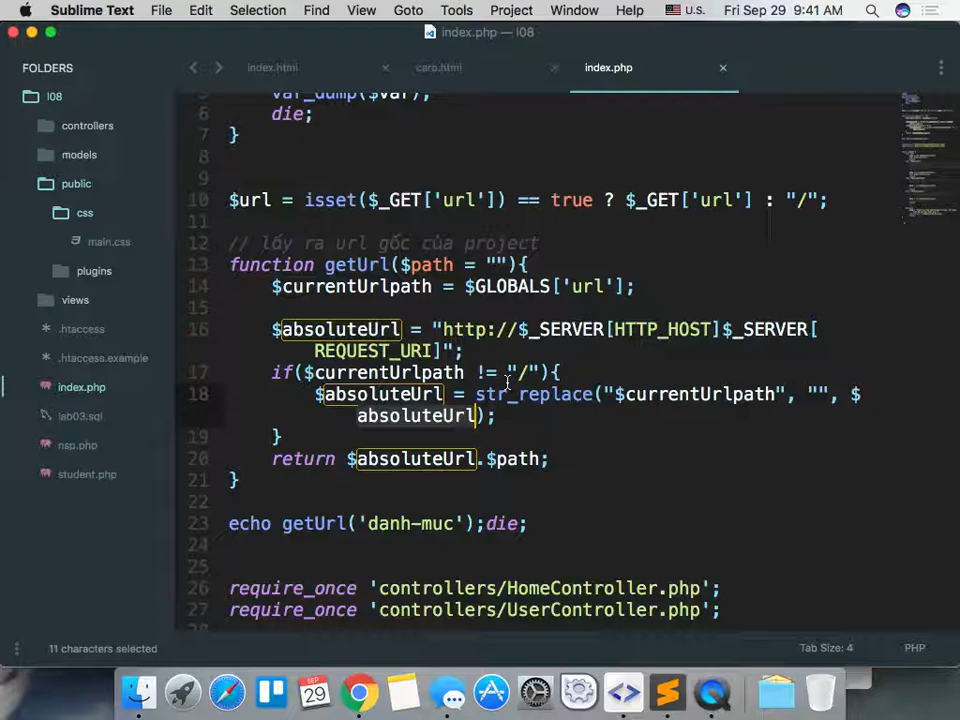 Sublime Text File Edit Selection Find View Goto Tools Project Window Help U.S. Fri Sep 29 9:41 AM
index.php — l08
FOLDERS
l08
controllers
models
public
css
main.css
plugins
views
.htaccess
.htaccess.example
index.php
lab03.sql
nsp.php
student.php
index.html caro.html index.php
5 var_dump($var);
6 die;
7 }
8
9
10 $url = isset($_GET['url']) == true ? $_GET['url'] : "/";
11
12 // lấy ra url gốc của project
13 function getUrl($path = ""){
14 $currentUrlpath = $GLOBALS['url'];
15
16 $absoluteUrl = "http://$_SERVER[HTTP_HOST]$_SERVER[
REQUEST_URI]";
17 if($currentUrlpath != "/"){
18 $absoluteUrl = str_replace("$currentUrlpath", "", $
absoluteUrl);
19 }
20 return $absoluteUrl.$path;
21 }
22
23 echo getUrl('danh-muc');die;
24
25
26 require_once 'controllers/HomeController.php';
27 require_once 'controllers/UserController.php';
11 characters selected Tab Size: 4 PHP
SEP
29